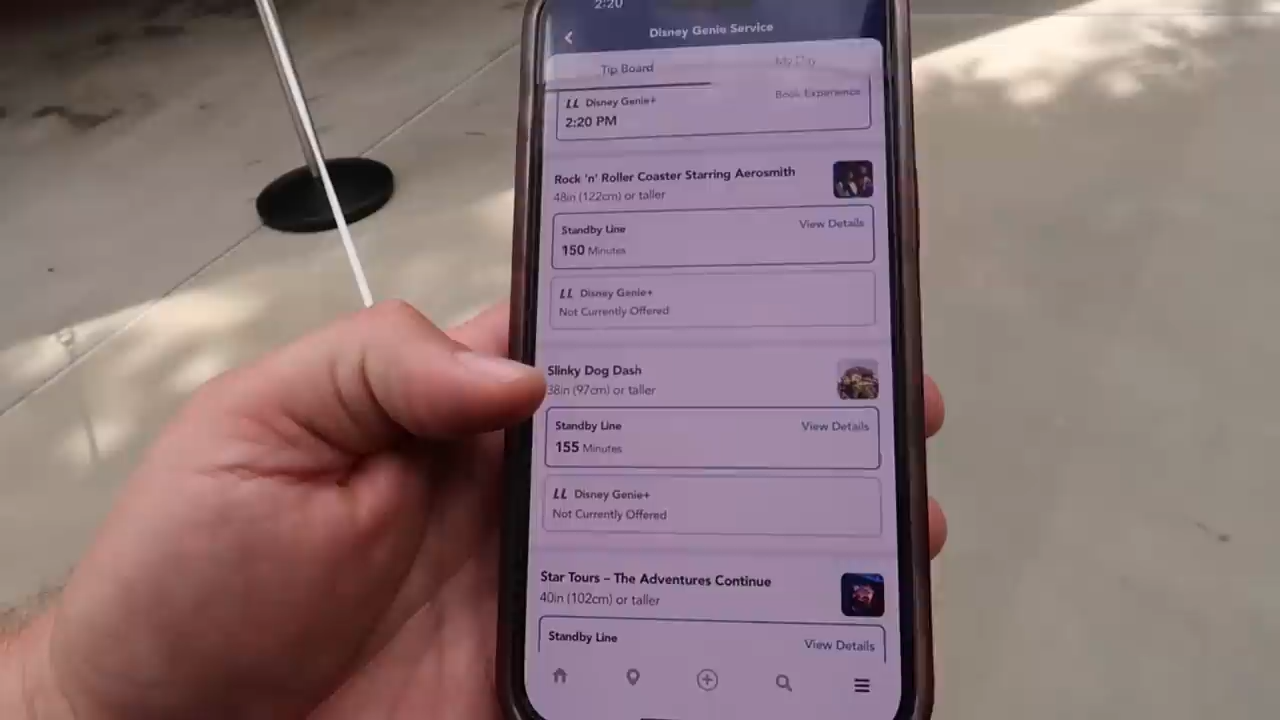 2:20
Disney Genie Service
Tip Board
My Day
LL Disney Genie+
Book Experience
2:20 PM
Rock 'n' Roller Coaster Starring Aerosmith
48in (122cm) or taller
Standby Line
View Details
150 Minutes
LL Disney Genie+
Not Currently Offered
Slinky Dog Dash
38in (97cm) or taller
Standby Line
View Details
155 Minutes
LL Disney Genie+
Not Currently Offered
Star Tours – The Adventures Continue
40in (102cm) or taller
Standby Line
View Details